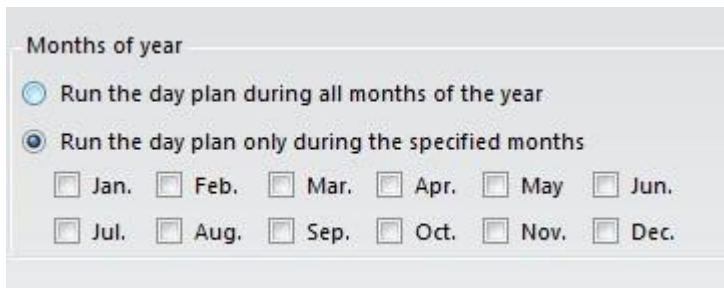 Months of year
Run the day plan during all months of the year
Run the day plan only during the specified months
Jan. Feb. Mar. Apr. May Jun.
Jul. Aug. Sep. Oct. Nov. Dec.